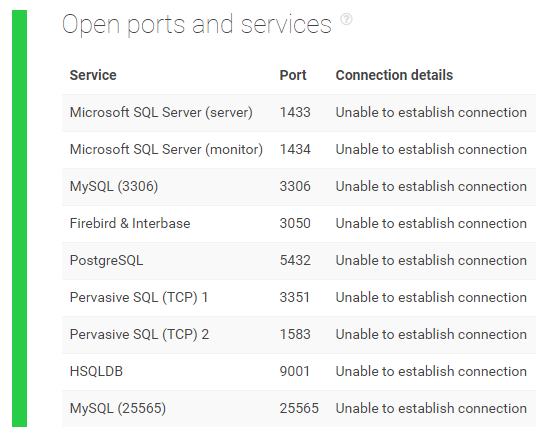 Open ports and services ?
Service Port Connection details
Microsoft SQL Server (server) 1433 Unable to establish connection
Microsoft SQL Server (monitor) 1434 Unable to establish connection
MySQL (3306) 3306 Unable to establish connection
Firebird & Interbase 3050 Unable to establish connection
PostgreSQL 5432 Unable to establish connection
Pervasive SQL (TCP) 1 3351 Unable to establish connection
Pervasive SQL (TCP) 2 1583 Unable to establish connection
HSQLDB 9001 Unable to establish connection
MySQL (25565) 25565 Unable to establish connection